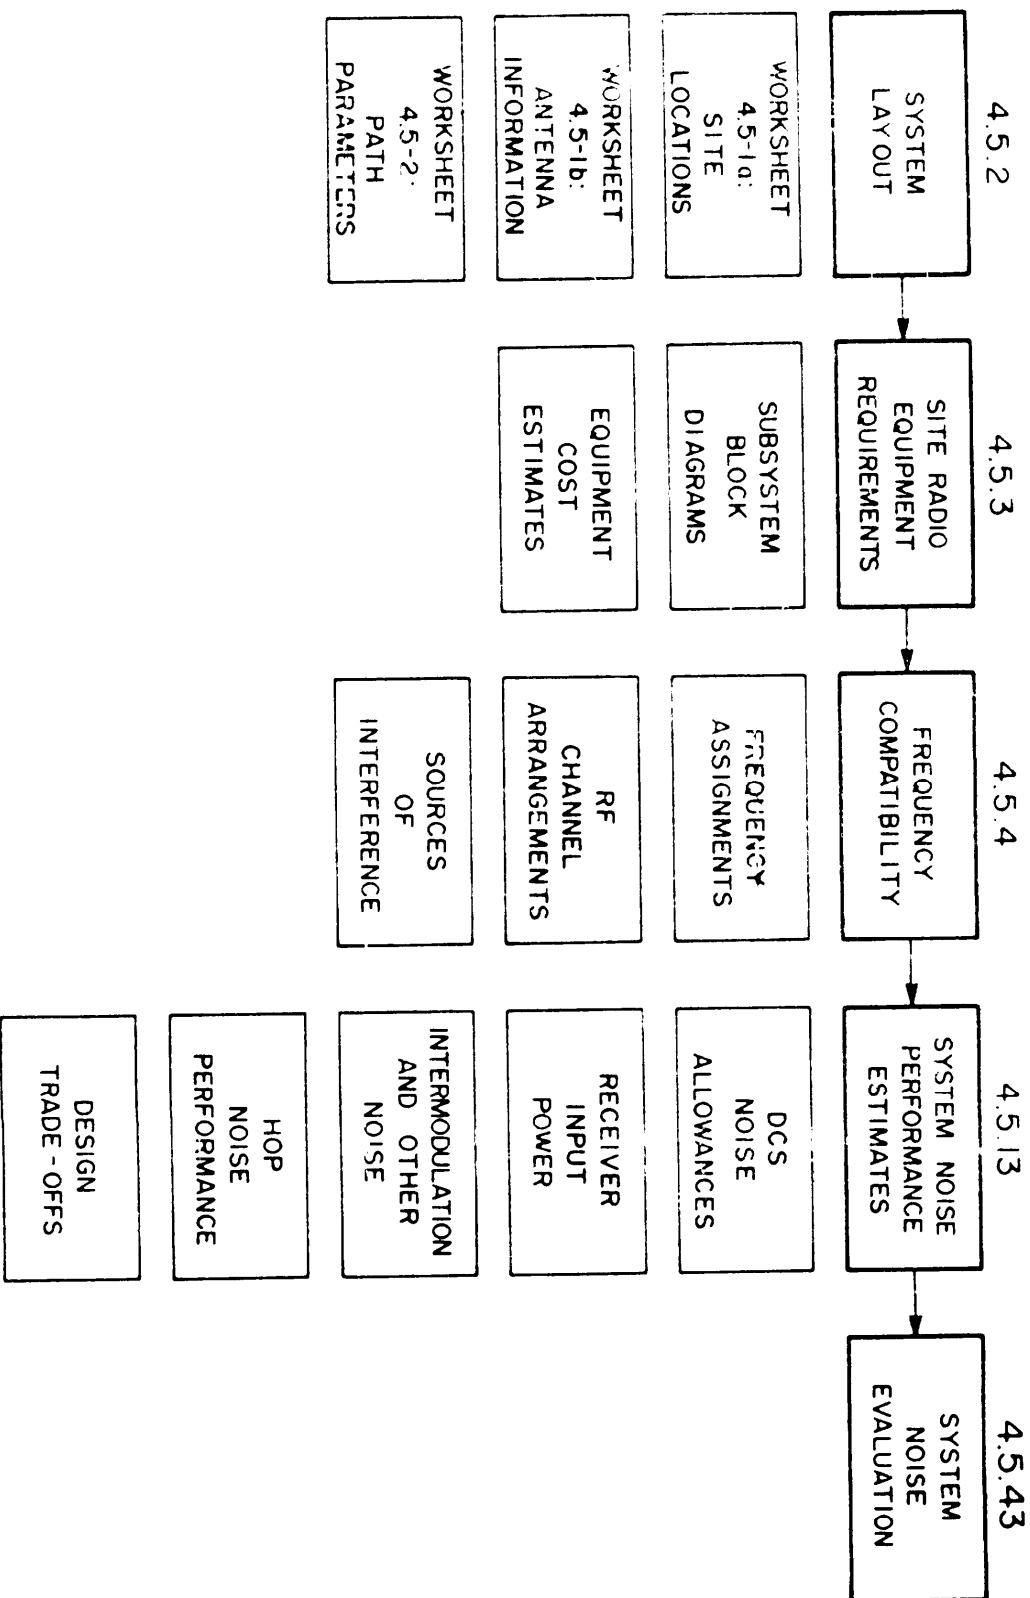 4.5.2
SYSTEM
LAYOUT
WORKSHEET
4.5-1a:
SITE
LOCATIONS
WORKSHEET
4.5-1b:
ANTENNA
INFORMATION
WORKSHEET
4.5-2:
PATH
PARAMETERS
4.5.3
SITE RADIO
EQUIPMENT
REQUIREMENTS
SUBSYSTEM
BLOCK
DIAGRAMS
EQUIPMENT
COST
ESTIMATES
4.5.4
FREQUENCY
COMPATIBILITY
FREQUENCY
ASSIGNMENTS
RF
CHANNEL
ARRANGEMENTS
SOURCES
OF
INTERFERENCE
4.5.13
SYSTEM NOISE
PERFORMANCE
ESTIMATES
DCS
NOISE
ALLOWANCES
RECEIVER
INPUT
POWER
INTERMODULATION
AND OTHER
NOISE
HOP
NOISE
PERFORMANCE
DESIGN
TRADE-OFFS
4.5.43
SYSTEM
NOISE
EVALUATION